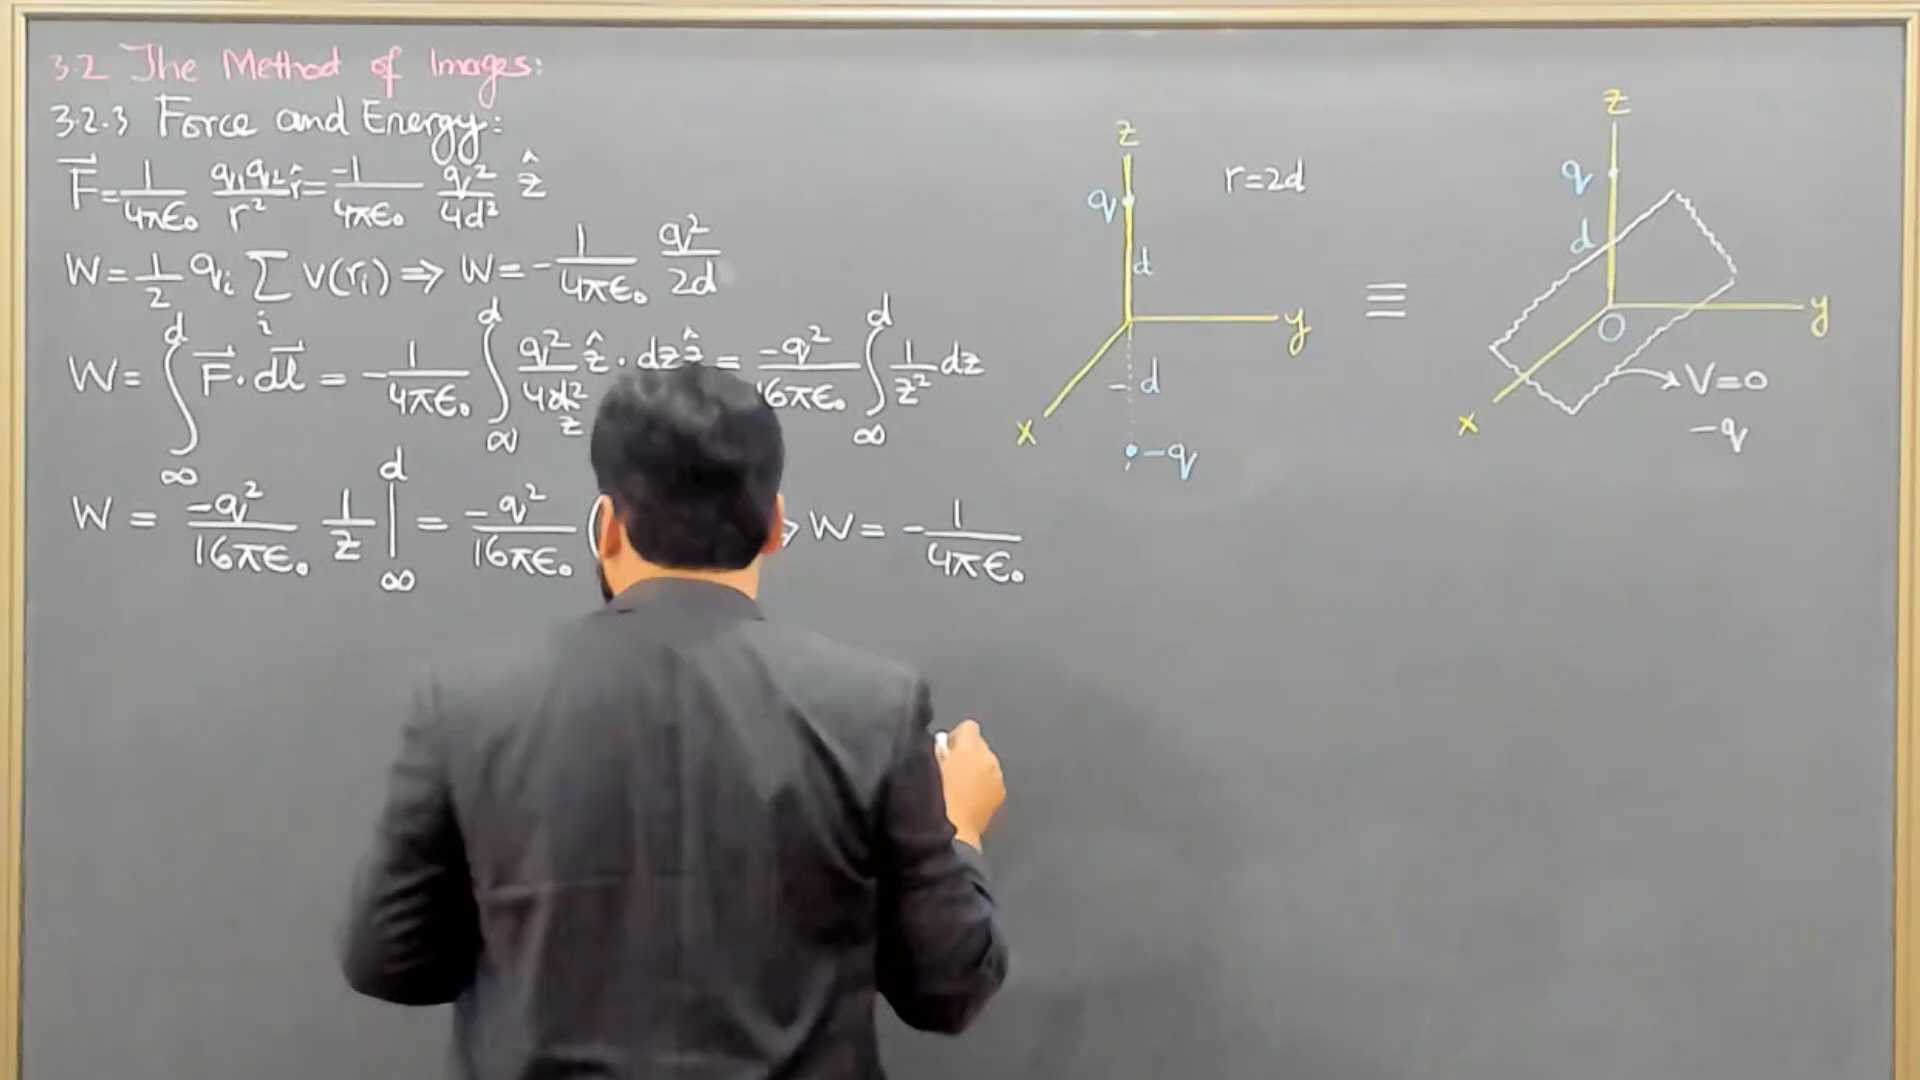 3.2 The Method of Images:
3.2.3 Force and Energy:
F⃗ = 1/4πϵ₀ q₁q₂/r² r̂ = -1/4πϵ₀ q²/4d² ẑ
W = 1/2 qᵢ Σᵢ V(rᵢ) ⇒ W = - 1/4πϵ₀ q²/2d
W = ∫_∞^d F⃗ · dl⃗ = - 1/4πϵ₀ ∫_∞^d q²/4z² ẑ · dz ẑ = -q²/16πϵ₀ ∫_∞^d 1/z² dz
W = -q²/16πϵ₀ 1/z |_∞^d = -q²/16πϵ₀ ( ⇒ W = - 1/4πϵ₀
z
q
r=2d
d
y
x
d
-q
≡
z
q
d
y
O
x
V=0
-q